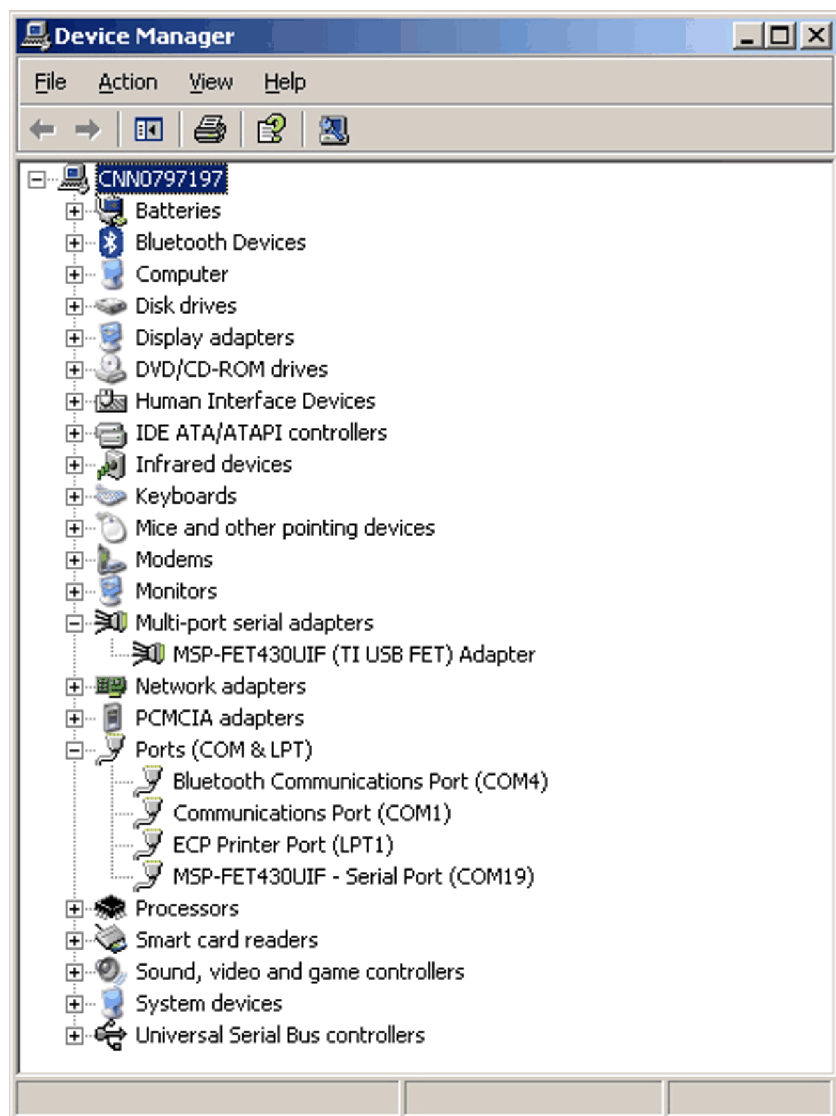 Device Manager
File Action View Help
CNN0797197
Batteries
Bluetooth Devices
Computer
Disk drives
Display adapters
DVD/CD-ROM drives
Human Interface Devices
IDE ATA/ATAPI controllers
Infrared devices
Keyboards
Mice and other pointing devices
Modems
Monitors
Multi-port serial adapters
MSP-FET430UIF (TI USB FET) Adapter
Network adapters
PCMCIA adapters
Ports (COM & LPT)
Bluetooth Communications Port (COM4)
Communications Port (COM1)
ECP Printer Port (LPT1)
MSP-FET430UIF - Serial Port (COM19)
Processors
Smart card readers
Sound, video and game controllers
System devices
Universal Serial Bus controllers